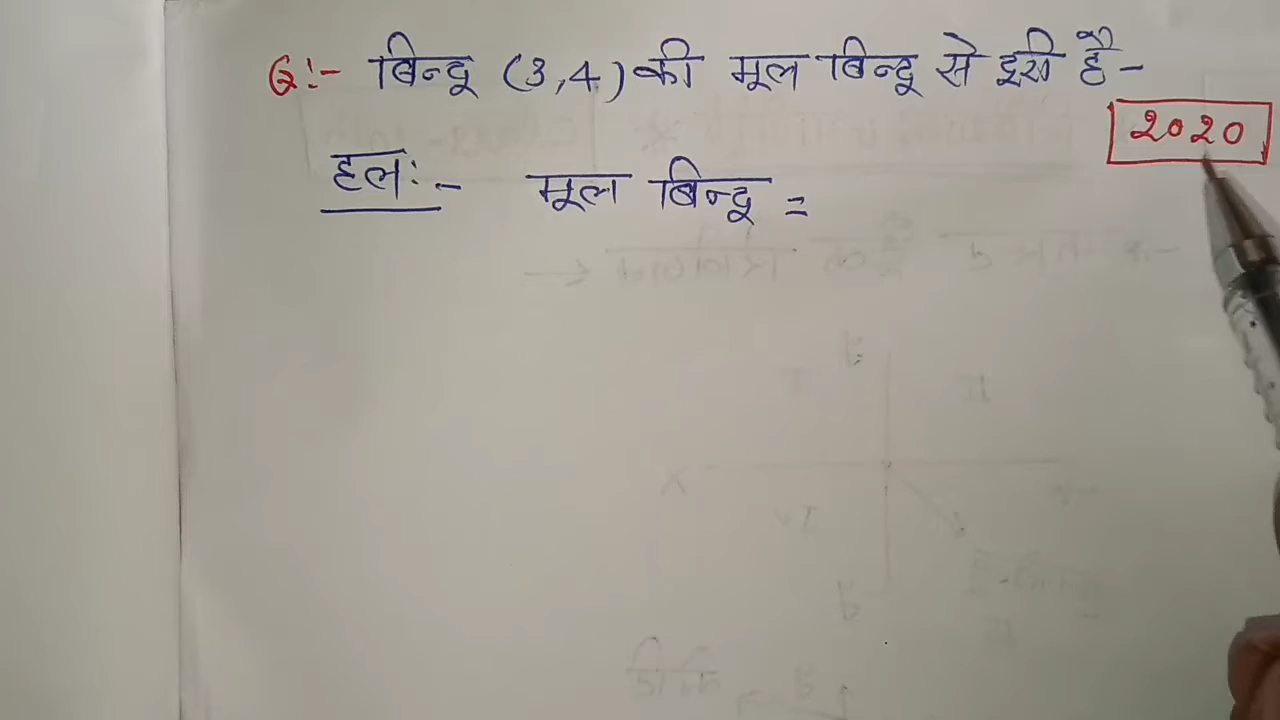 Q:- बिन्दू (3,4) की मूल बिन्दू से दूरी है -
2020
हल:- मूल बिन्दू =